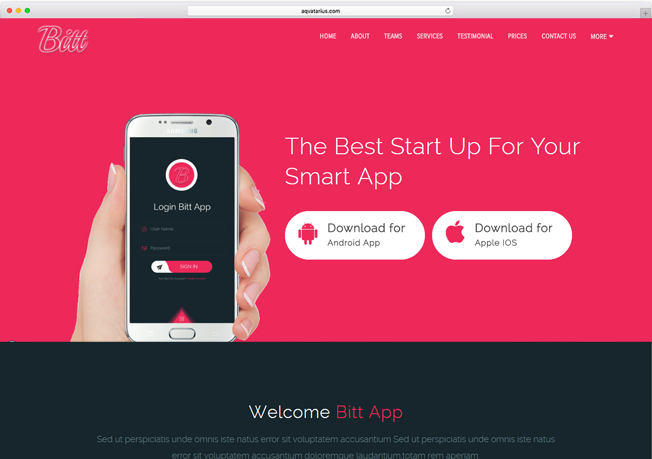 aqvatarius.com
Bitt
HOME ABOUT TEAMS SERVICES TESTIMONIAL PRICES CONTACT US MORE
SAMSUNG
B
Login Bitt App
User Name
Password
SIGN IN
The Best Start Up For Your
Smart App
Download for
Android App
Download for
Apple IOS
Welcome Bitt App
Sed ut perspiciatis unde omnis iste natus error sit voluptatem accusantium Sed ut perspiciatis unde omnis iste natus
error sit voluptatem accusantium doloremque laudantium,totam rem aperiam.